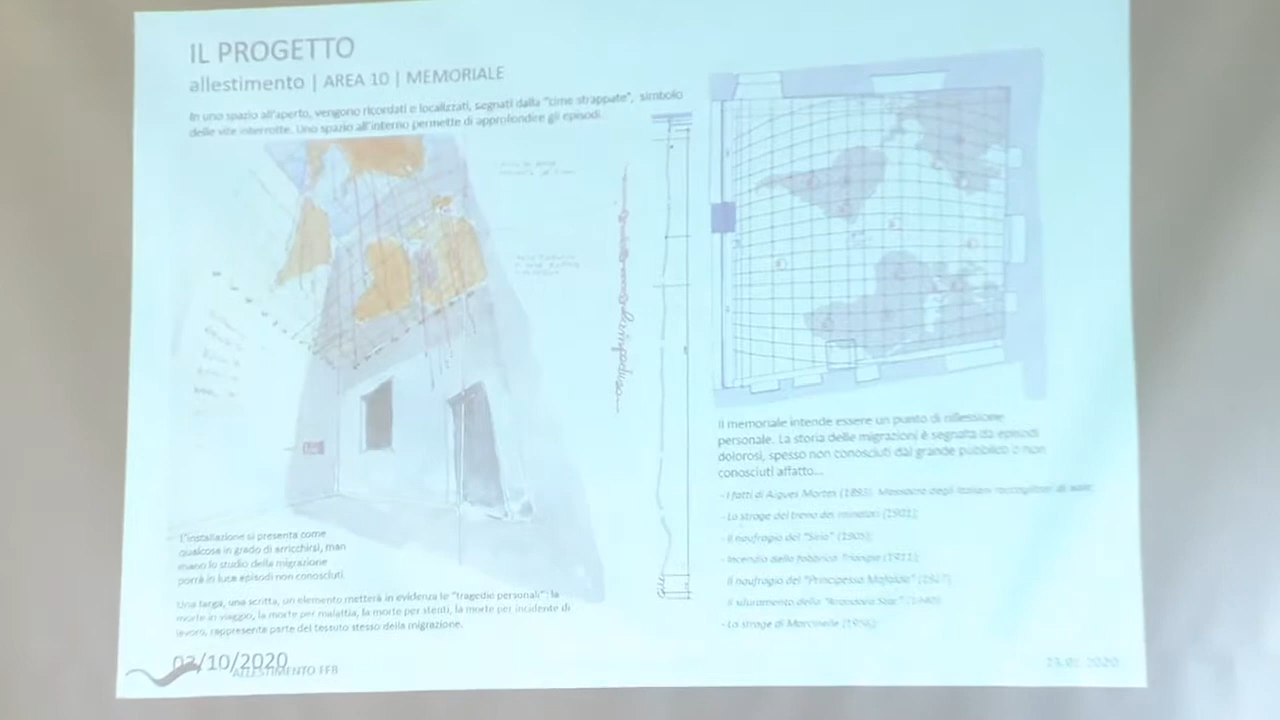 IL PROGETTO
allestimento | AREA 10 | MEMORIALE
In uno spazio all'aperto, vengono ricordati e localizzati, segnati dalla "cime strappate", simbolo
delle vite interrotte. Uno spazio all'interno permette di approfondire gli episodi.
Il memoriale intende essere un punto di riflessione
personale. La storia delle migrazioni è segnata da episodi
dolorosi, spesso non conosciuti dal grande pubblico o non
conosciuti affatto...
- I fatti di Aigues Mortes (1893). Massacro degli italiani raccoglitori di sale;
- La strage del treno dei minatori (1901);
- Il naufragio del "Sirio" (1906);
- Incendio della fabbrica Triangle (1911);
Il naufragio del "Principessa Mafalda" (1927)
Il siluramento della "Arandora Star" (1940)
- La strage di Marcinelle (1956);
L'installazione si presenta come
qualcosa in grado di arricchirsi, man
mano lo studio della migrazione
porrà in luce episodi non conosciuti.
Una targa, una scritta, un elemento metterà in evidenza le "tragedie personali": la
morte in viaggio, la morte per malattia, la morte per stenti, la morte per incidente di
lavoro, rappresenta parte del tessuto stesso della migrazione.
03/10/2020
ALLESTIMENTO FFB
2020